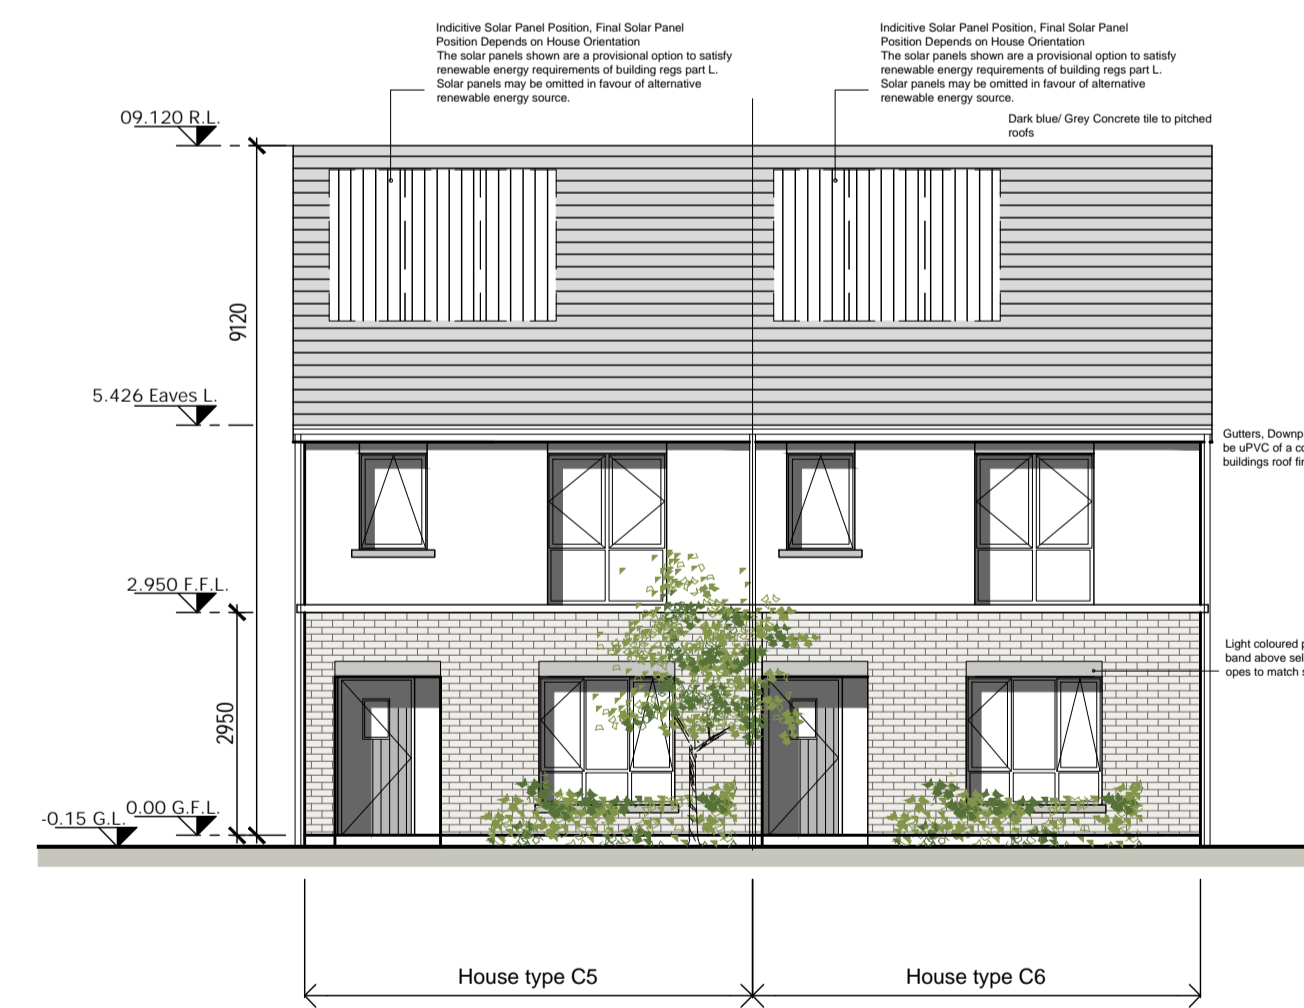 Indicitive Solar Panel Position, Final Solar Panel
Position Depends on House Orientation
The solar panels shown are a provisional option to satisfy
renewable energy requirements of building regs part L.
Solar panels may be omitted in favour of alternative
renewable energy source.
Indicitive Solar Panel Position, Final Solar Panel
Position Depends on House Orientation
The solar panels shown are a provisional option to satisfy
renewable energy requirements of building regs part L.
Solar panels may be omitted in favour of alternative
renewable energy source.
Dark blue/ Grey Concrete tile to pitched
roofs
09.120 R.L.
9120
5.426 Eaves L.
Gutters, Downp
be uPVC of a co
buildings roof fi
2.950 F.F.L.
Light coloured p
band above sel
opes to match s
2950
0.00 G.F.L.
-0.15 G.L.
House type C5
House type C6